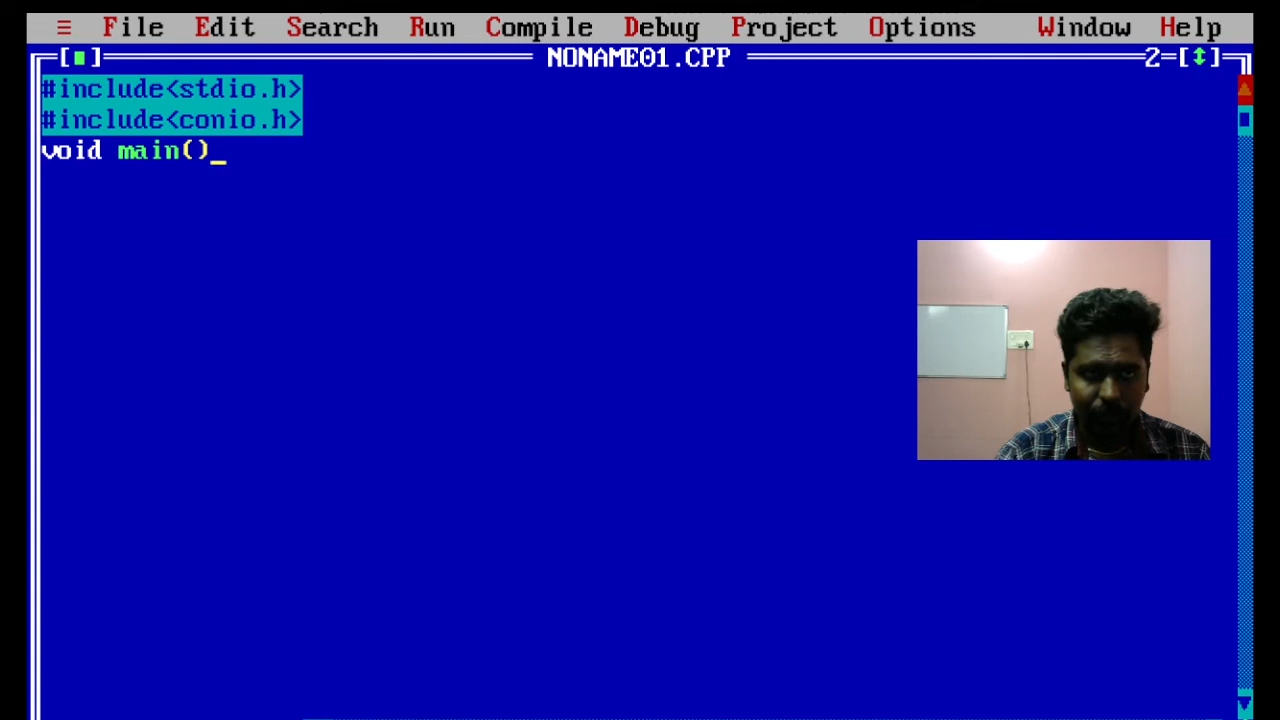 ≡ File Edit Search Run Compile Debug Project Options Window Help
[■] NONAME01.CPP 2=[↕]
#include<stdio.h>
#include<conio.h>
void main()_